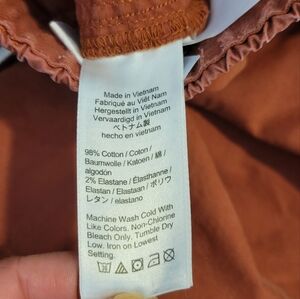 Made in Vietnam
Fabriqué au Viêt Nam
Hergestellt in Vietnam
Vervaardigd in Vietnam
ベトナム製
hecho en vietnam
98% Cotton / Coton /
Baumwolle / Katoen / 綿 /
algodón
2% Elastane / Élasthanne /
Elastan / Elastaan / ポリウ
レタン / elastano
Machine Wash Cold With
Like Colors. Non-Chlorine
Bleach Only. Tumble Dry
Low. Iron on Lowest
Setting.